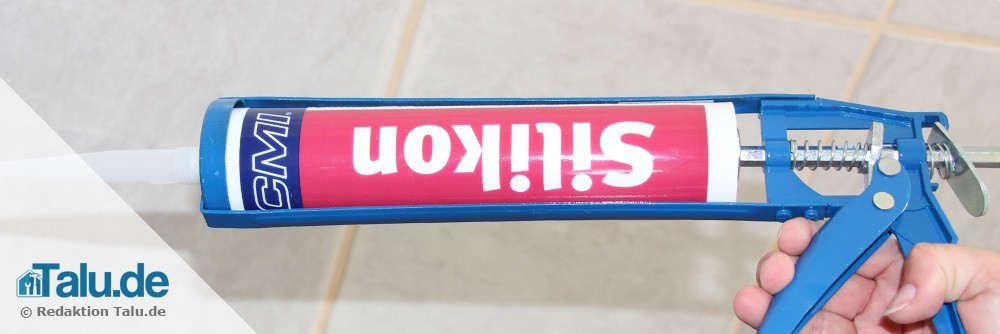 CMI
Silikon
Talu.de
© Redaktion Talu.de